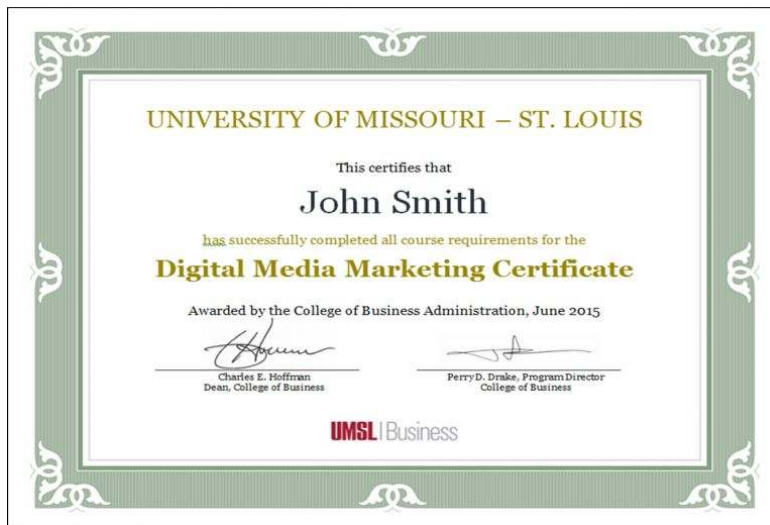 UNIVERSITY OF MISSOURI – ST. LOUIS
This certifies that
John Smith
has successfully completed all course requirements for the
Digital Media Marketing Certificate
Awarded by the College of Business Administration, June 2015
Charles E. Hoffman
Dean, College of Business
Perry D. Drake, Program Director
College of Business
UMSL | Business